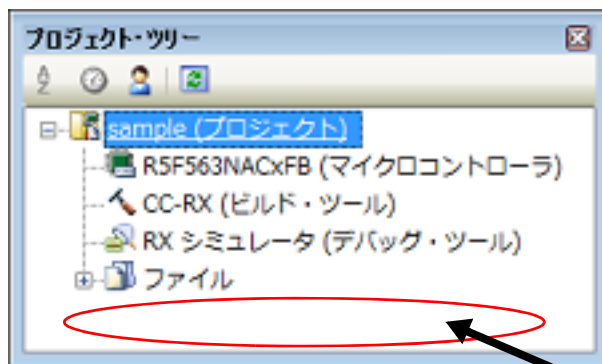 プロジェクト・ツリー
sample (プロジェクト)
R5F563NACxFB (マイクロコントローラ)
CC-RX (ビルド・ツール)
RX シミュレータ (デバッグ・ツール)
ファイル